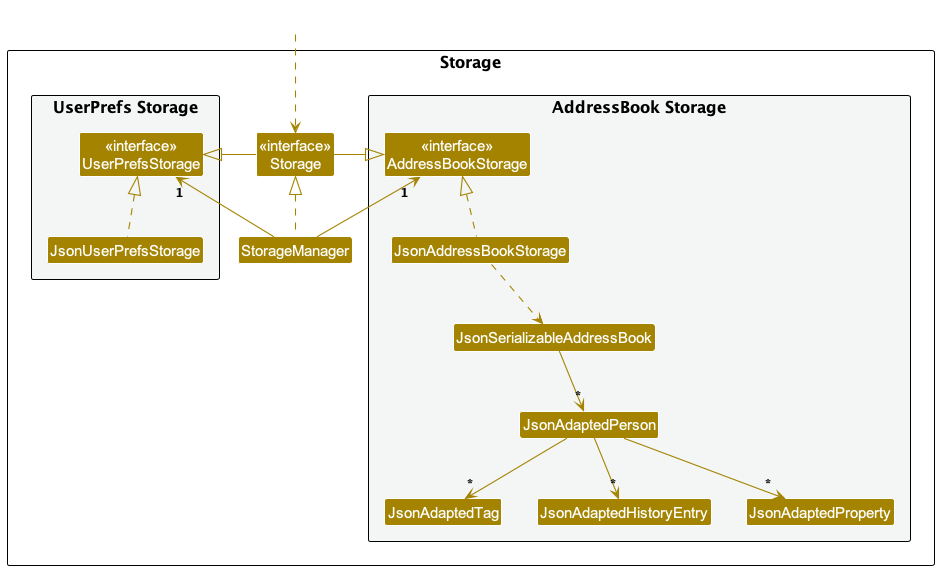 Storage
UserPrefs Storage
AddressBook Storage
«interface»
UserPrefsStorage
«interface»
Storage
«interface»
AddressBookStorage
1
1
JsonUserPrefsStorage
StorageManager
JsonAddressBookStorage
JsonSerializableAddressBook
*
JsonAdaptedPerson
*
*
*
JsonAdaptedTag
JsonAdaptedHistoryEntry
JsonAdaptedProperty